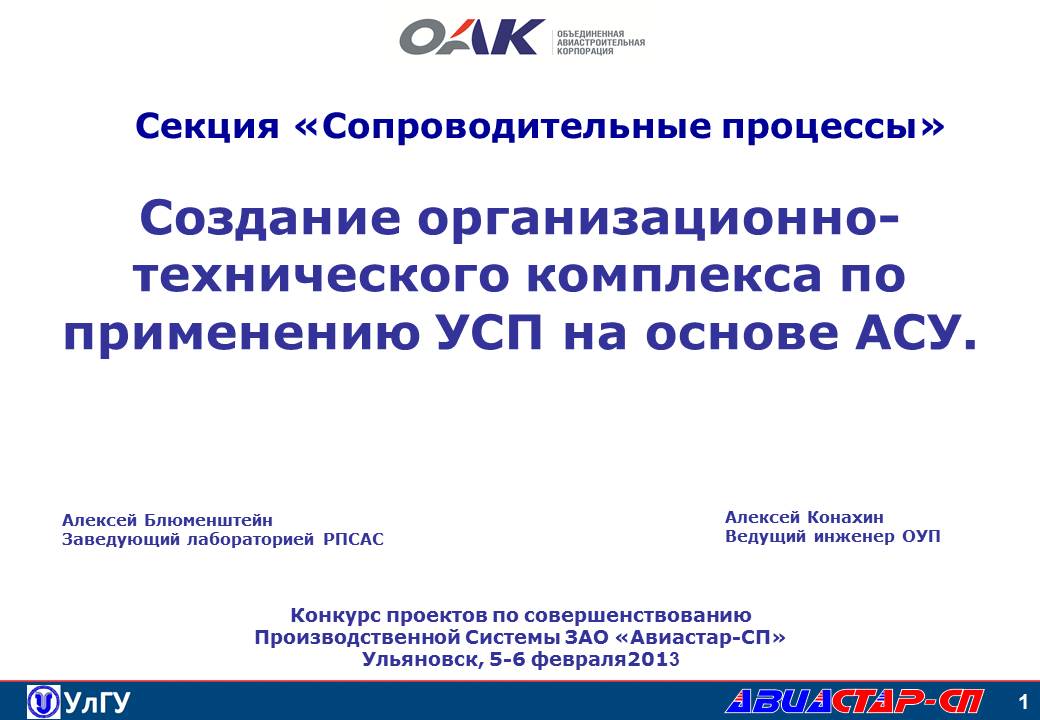 ОАК
ОБЪЕДИНЕННАЯ
АВИАСТРОИТЕЛЬНАЯ
КОРПОРАЦИЯ
Секция «Сопроводительные процессы»
Создание организационно-
технического комплекса по
применению УСП на основе АСУ.
Алексей Блюменштейн
Заведующий лабораторией РПСАС
Алексей Конахин
Ведущий инженер ОУП
Конкурс проектов по совершенствованию
Производственной Системы ЗАО «Авиастар-СП»
Ульяновск, 5-6 февраля2013
УлГУ
АВИАСТАР-СП
1